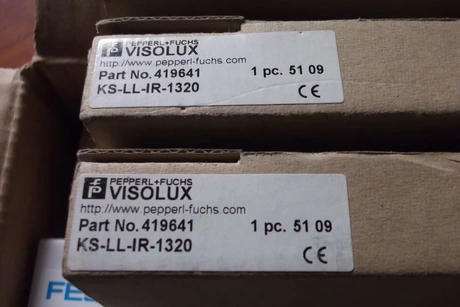 PEPPERL+FUCHS
VISOLUX
http://www.pepperl-fuchs.com
Part No. 419641 1 pc. 51 09
KS-LL-IR-1320
CE
PEPPERL+FUCHS
VISOLUX
http://www.pepperl-fuchs.com
Part No. 419641 1 pc. 51 09
KS-LL-IR-1320
CE